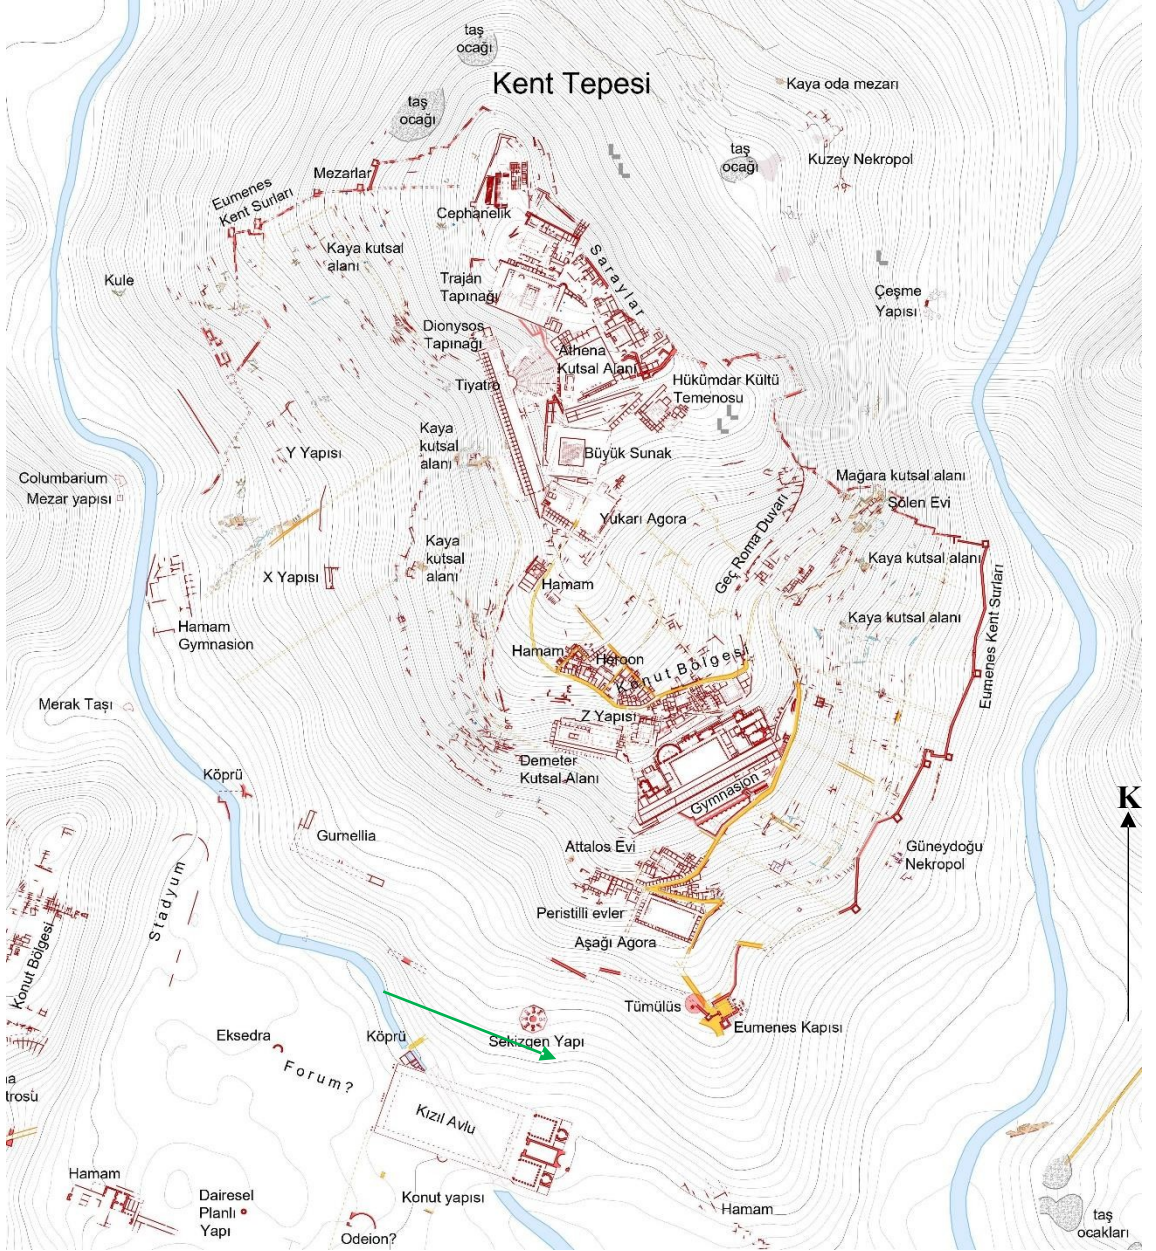 taş
ocağı
Kent Tepesi
Kaya oda mezarı
taş
ocağı
taş
ocağı
Kuzey Nekropol
Mezarlar
Eumenes
Kent Surları
Cephanelik
Kaya kutsal
alanı
Saraylar
Kule
Trajan
Tapınağı
Çeşme
Yapısı
Dionysos
Tapınağı
Athena
Kutsal Alanı
Tiyatro
Hükümdar Kültü
Temenosu
Kaya
kutsal
alanı
Y Yapısı
Büyük Sunak
Columbarium
Mezar yapısı
Mağara kutsal alanı
Şölen Evi
Yukarı Agora
Geç Roma Duvarı
Kaya
kutsal
alanı
Kaya kutsal alanı
X Yapısı
Hamam
Kaya kutsal alanı
Eumenes Kent Surları
Hamam
Gymnasion
Hamam
Heroon
Konut Bölgesi
Merak Taşı
Z Yapısı
Demeter
Kutsal Alanı
Köprü
Gymnasion
K
Gurnellia
Attalos Evi
Güneydoğu
Nekropol
Stadyum
Peristilli evler
Konut Bölgesi
Aşağı Agora
Tümülüs
Eumenes Kapısı
Eksedra
Köprü
Sekizgen Yapı
Forum?
a
trosu
Kızıl Avlu
Hamam
Dairesel
Planlı
Yapı
Konut yapısı
Hamam
Odeion?
taş
ocakları